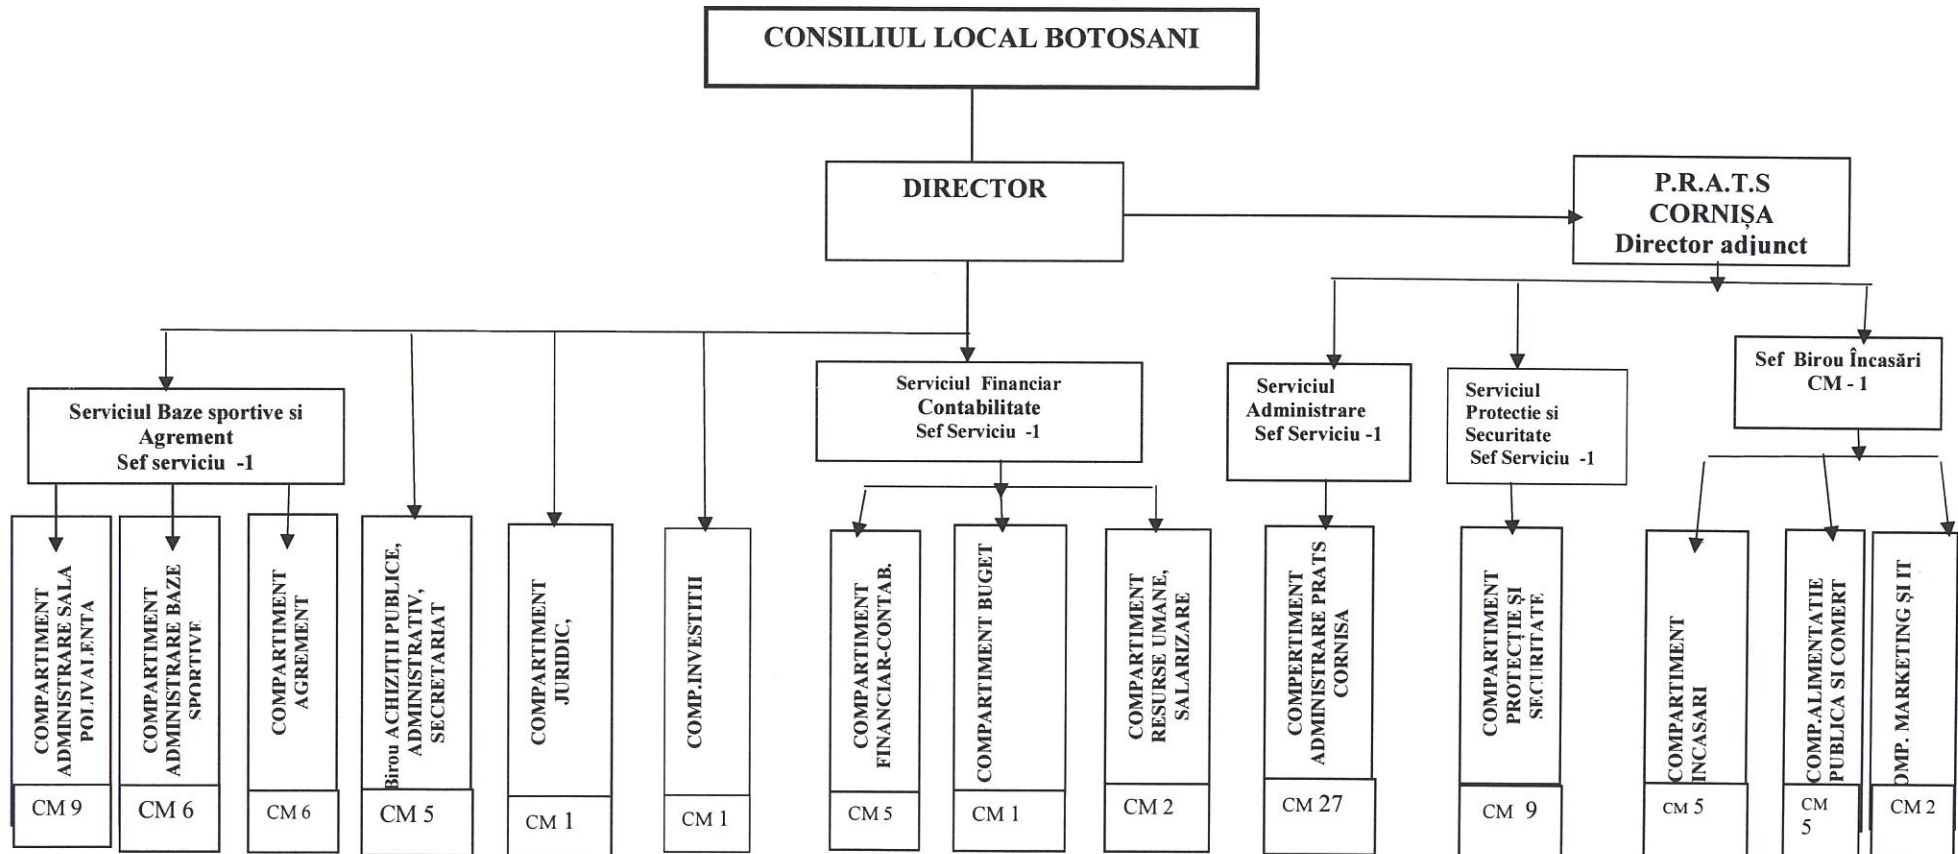 CONSILIUL LOCAL BOTOSANI
DIRECTOR
P.R.A.T.S
CORNIȘA
Director adjunct
Serviciul Baze sportive si
Agrement
Sef serviciu -1
Serviciul Financiar
Contabilitate
Sef Serviciu -1
Serviciul
Administrare
Sef Serviciu -1
Serviciul
Protectie si
Securitate
Sef Serviciu -1
Sef Birou Încasări
CM - 1
COMPARTIMENT
ADMINISTRARE SALA
POLIVALENTA
CM 9
COMPARTIMENT
ADMINISTRARE BAZE
SPORTIVE
CM 6
COMPARTIMENT
AGREMENT
CM 6
Birou ACHIZIȚII PUBLICE,
ADMINISTRATIV,
SECRETARIAT
CM 5
COMPARTIMENT
JURIDIC,
CM 1
COMP.INVESTITII
CM 1
COMPARTIMENT
FINANCIAR-CONTAB.
CM 5
COMPARTIMENT BUGET
CM 1
COMPARTIMENT
RESURSE UMANE,
SALARIZARE
CM 2
COMPERTIMENT
ADMINISTRARE PRATS
CORNISA
CM 27
COMPARTIMENT
PROTECȚIE ȘI
SECURITATE
CM 9
COMPARTIMENT
INCASARI
CM 5
COMP.ALIMENTATIE
PUBLICA SI COMERT
CM
5
OMP. MARKETING ȘI IT
CM 2